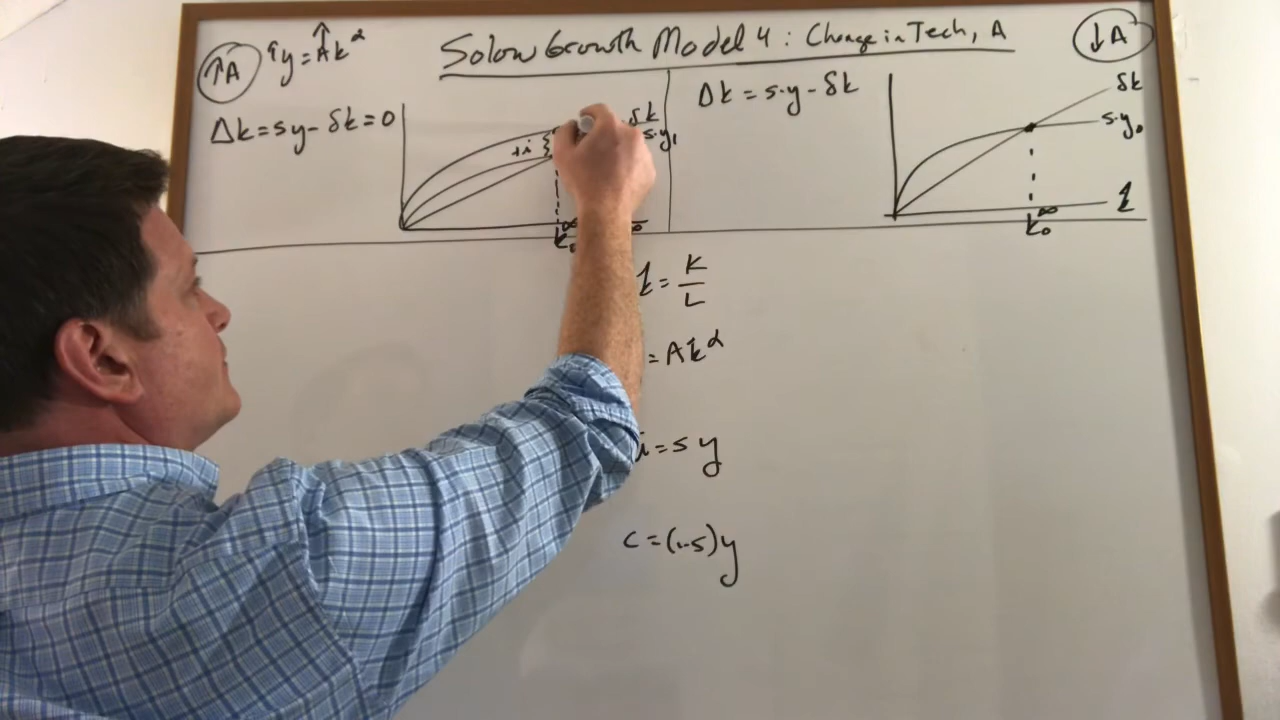 Solow Growth Model 4: Change in Tech, A
↑A
↑y = ↑Ak^α
Δk = sy - δk = 0
δk
s·y₁
+i
k₀^∞
∞
↓A
Δk = s·y - δk
δk
s·y₀
k
k₀^∞
k = K/L
= Ak^α
i = sy
c = (1-s)y